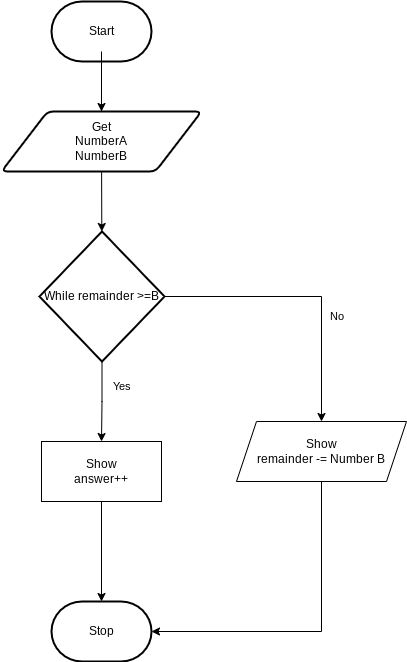 Start
Get
NumberA
NumberB
While remainder >=B
No
Yes
Show
answer++
Show
remainder -= Number B
Stop